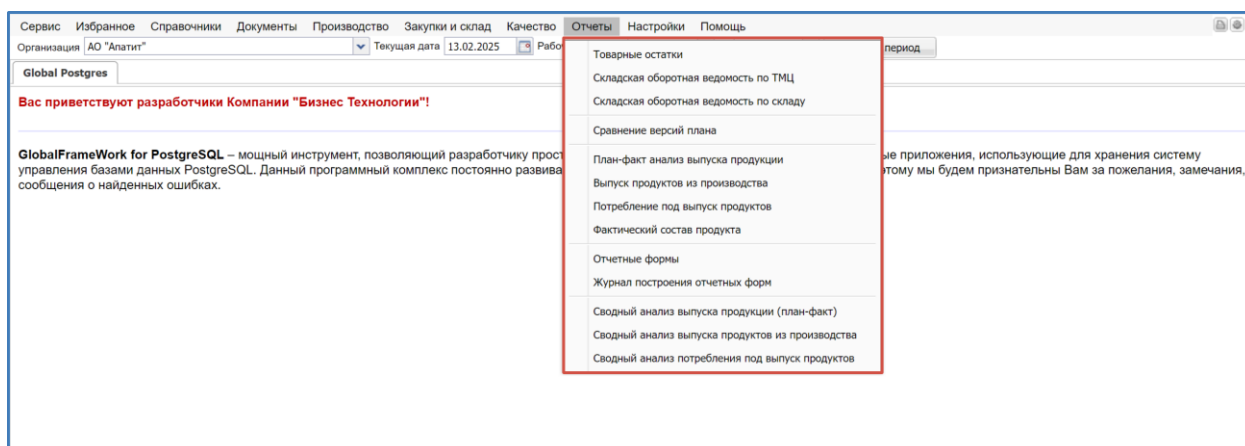 Сервис Избранное Справочники Документы Производство Закупки и склад Качество Отчеты Настройки Помощь
Организация АО "Апатит" Текущая дата 13.02.2025 период
Global Postgres
Вас приветствуют разработчики Компании "Бизнес Технологии"!
GlobalFrameWork for PostgreSQL – мощный инструмент, позволяющий разработчику приложения, использующие для хранения систему
управления базами данных PostgreSQL. Данный программный комплекс постоянно мы будем признательны Вам за пожелания, замечания,
сообщения о найденных ошибках.
Товарные остатки
Складская оборотная ведомость по ТМЦ
Складская оборотная ведомость по складу
Сравнение версий плана
План-факт анализ выпуска продукции
Выпуск продуктов из производства
Потребление под выпуск продуктов
Фактический состав продукта
Отчетные формы
Журнал построения отчетных форм
Сводный анализ выпуска продукции (план-факт)
Сводный анализ выпуска продуктов из производства
Сводный анализ потребления под выпуск продуктов